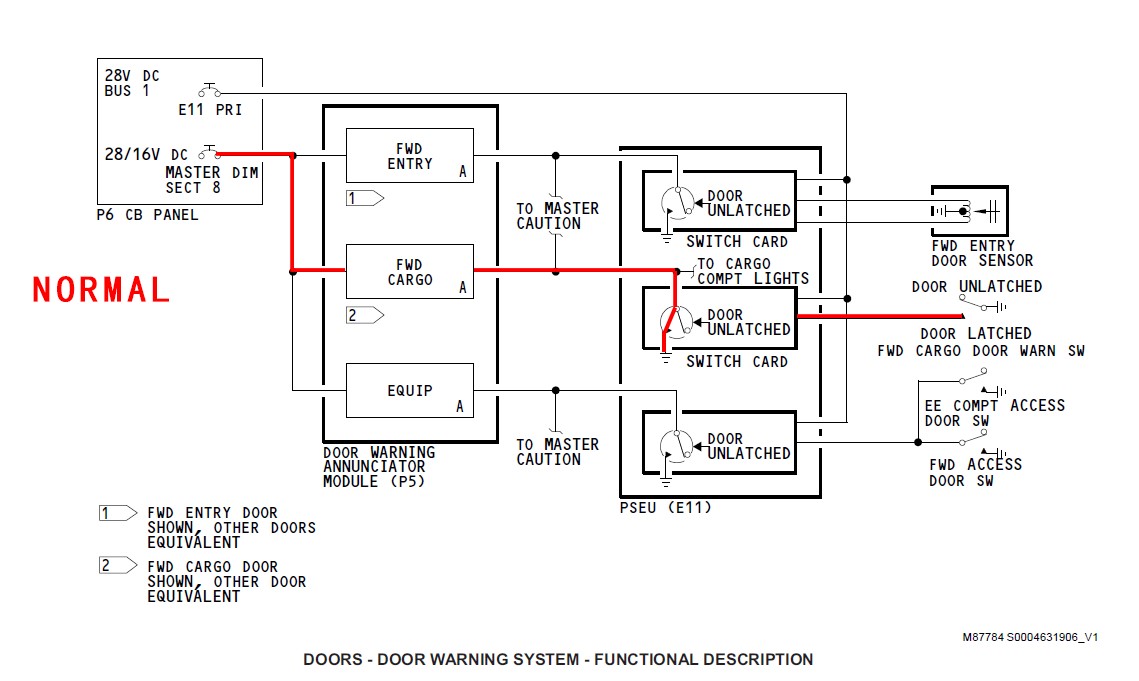 28V DC
BUS 1
E11 PRI
28/16V DC
MASTER DIM
SECT 8
P6 CB PANEL
NORMAL
FWD
ENTRY
A
1
FWD
CARGO
A
2
EQUIP
A
DOOR WARNING
ANNUNCIATOR
MODULE (P5)
TO MASTER
CAUTION
TO MASTER
CAUTION
DOOR
UNLATCHED
SWITCH CARD
TO CARGO
COMPT LIGHTS
DOOR
UNLATCHED
SWITCH CARD
DOOR
UNLATCHED
PSEU (E11)
FWD ENTRY
DOOR SENSOR
DOOR UNLATCHED
DOOR LATCHED
FWD CARGO DOOR WARN SW
EE COMPT ACCESS
DOOR SW
FWD ACCESS
DOOR SW
1 FWD ENTRY DOOR
SHOWN, OTHER DOORS
EQUIVALENT
2 FWD CARGO DOOR
SHOWN, OTHER DOOR
EQUIVALENT
M87784 S0004631906_V1
DOORS - DOOR WARNING SYSTEM - FUNCTIONAL DESCRIPTION